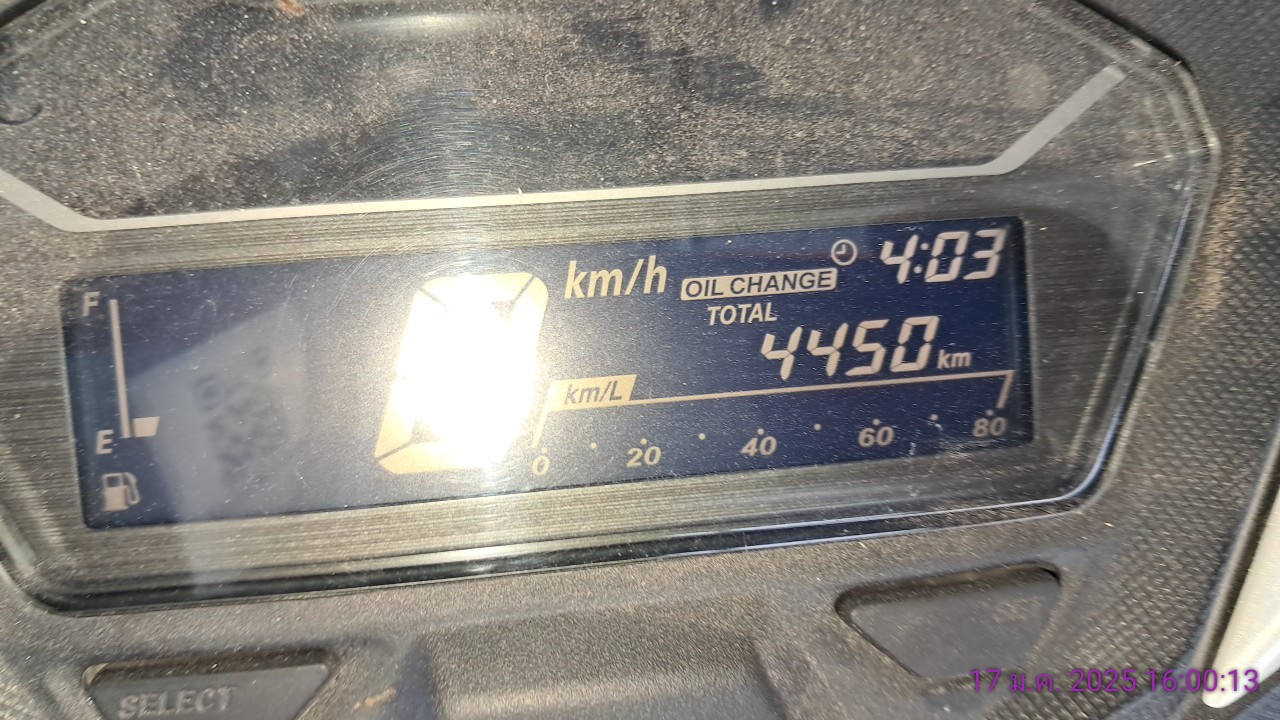 F
E
km/h
OIL CHANGE
4:03
TOTAL
4450 km
km/L
0 20 40 60 80
SELECT
17 ม.ค. 2025 16:00:13